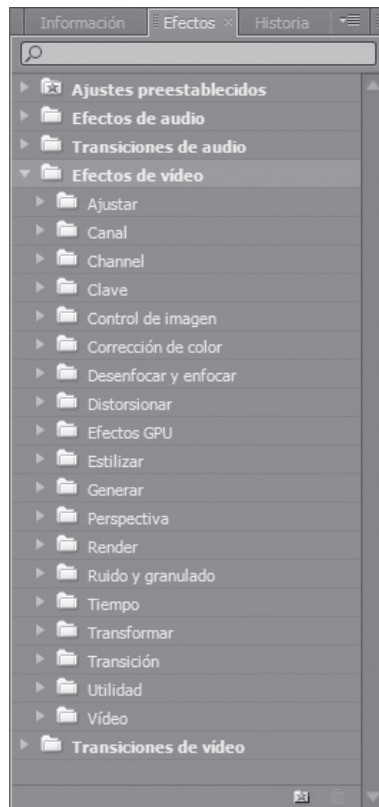 Información Efectos × Historia
Ajustes preestablecidos
Efectos de audio
Transiciones de audio
Efectos de vídeo
Ajustar
Canal
Channel
Clave
Control de imagen
Corrección de color
Desenfocar y enfocar
Distorsionar
Efectos GPU
Estilizar
Generar
Perspectiva
Render
Ruido y granulado
Tiempo
Transformar
Transición
Utilidad
Vídeo
Transiciones de vídeo